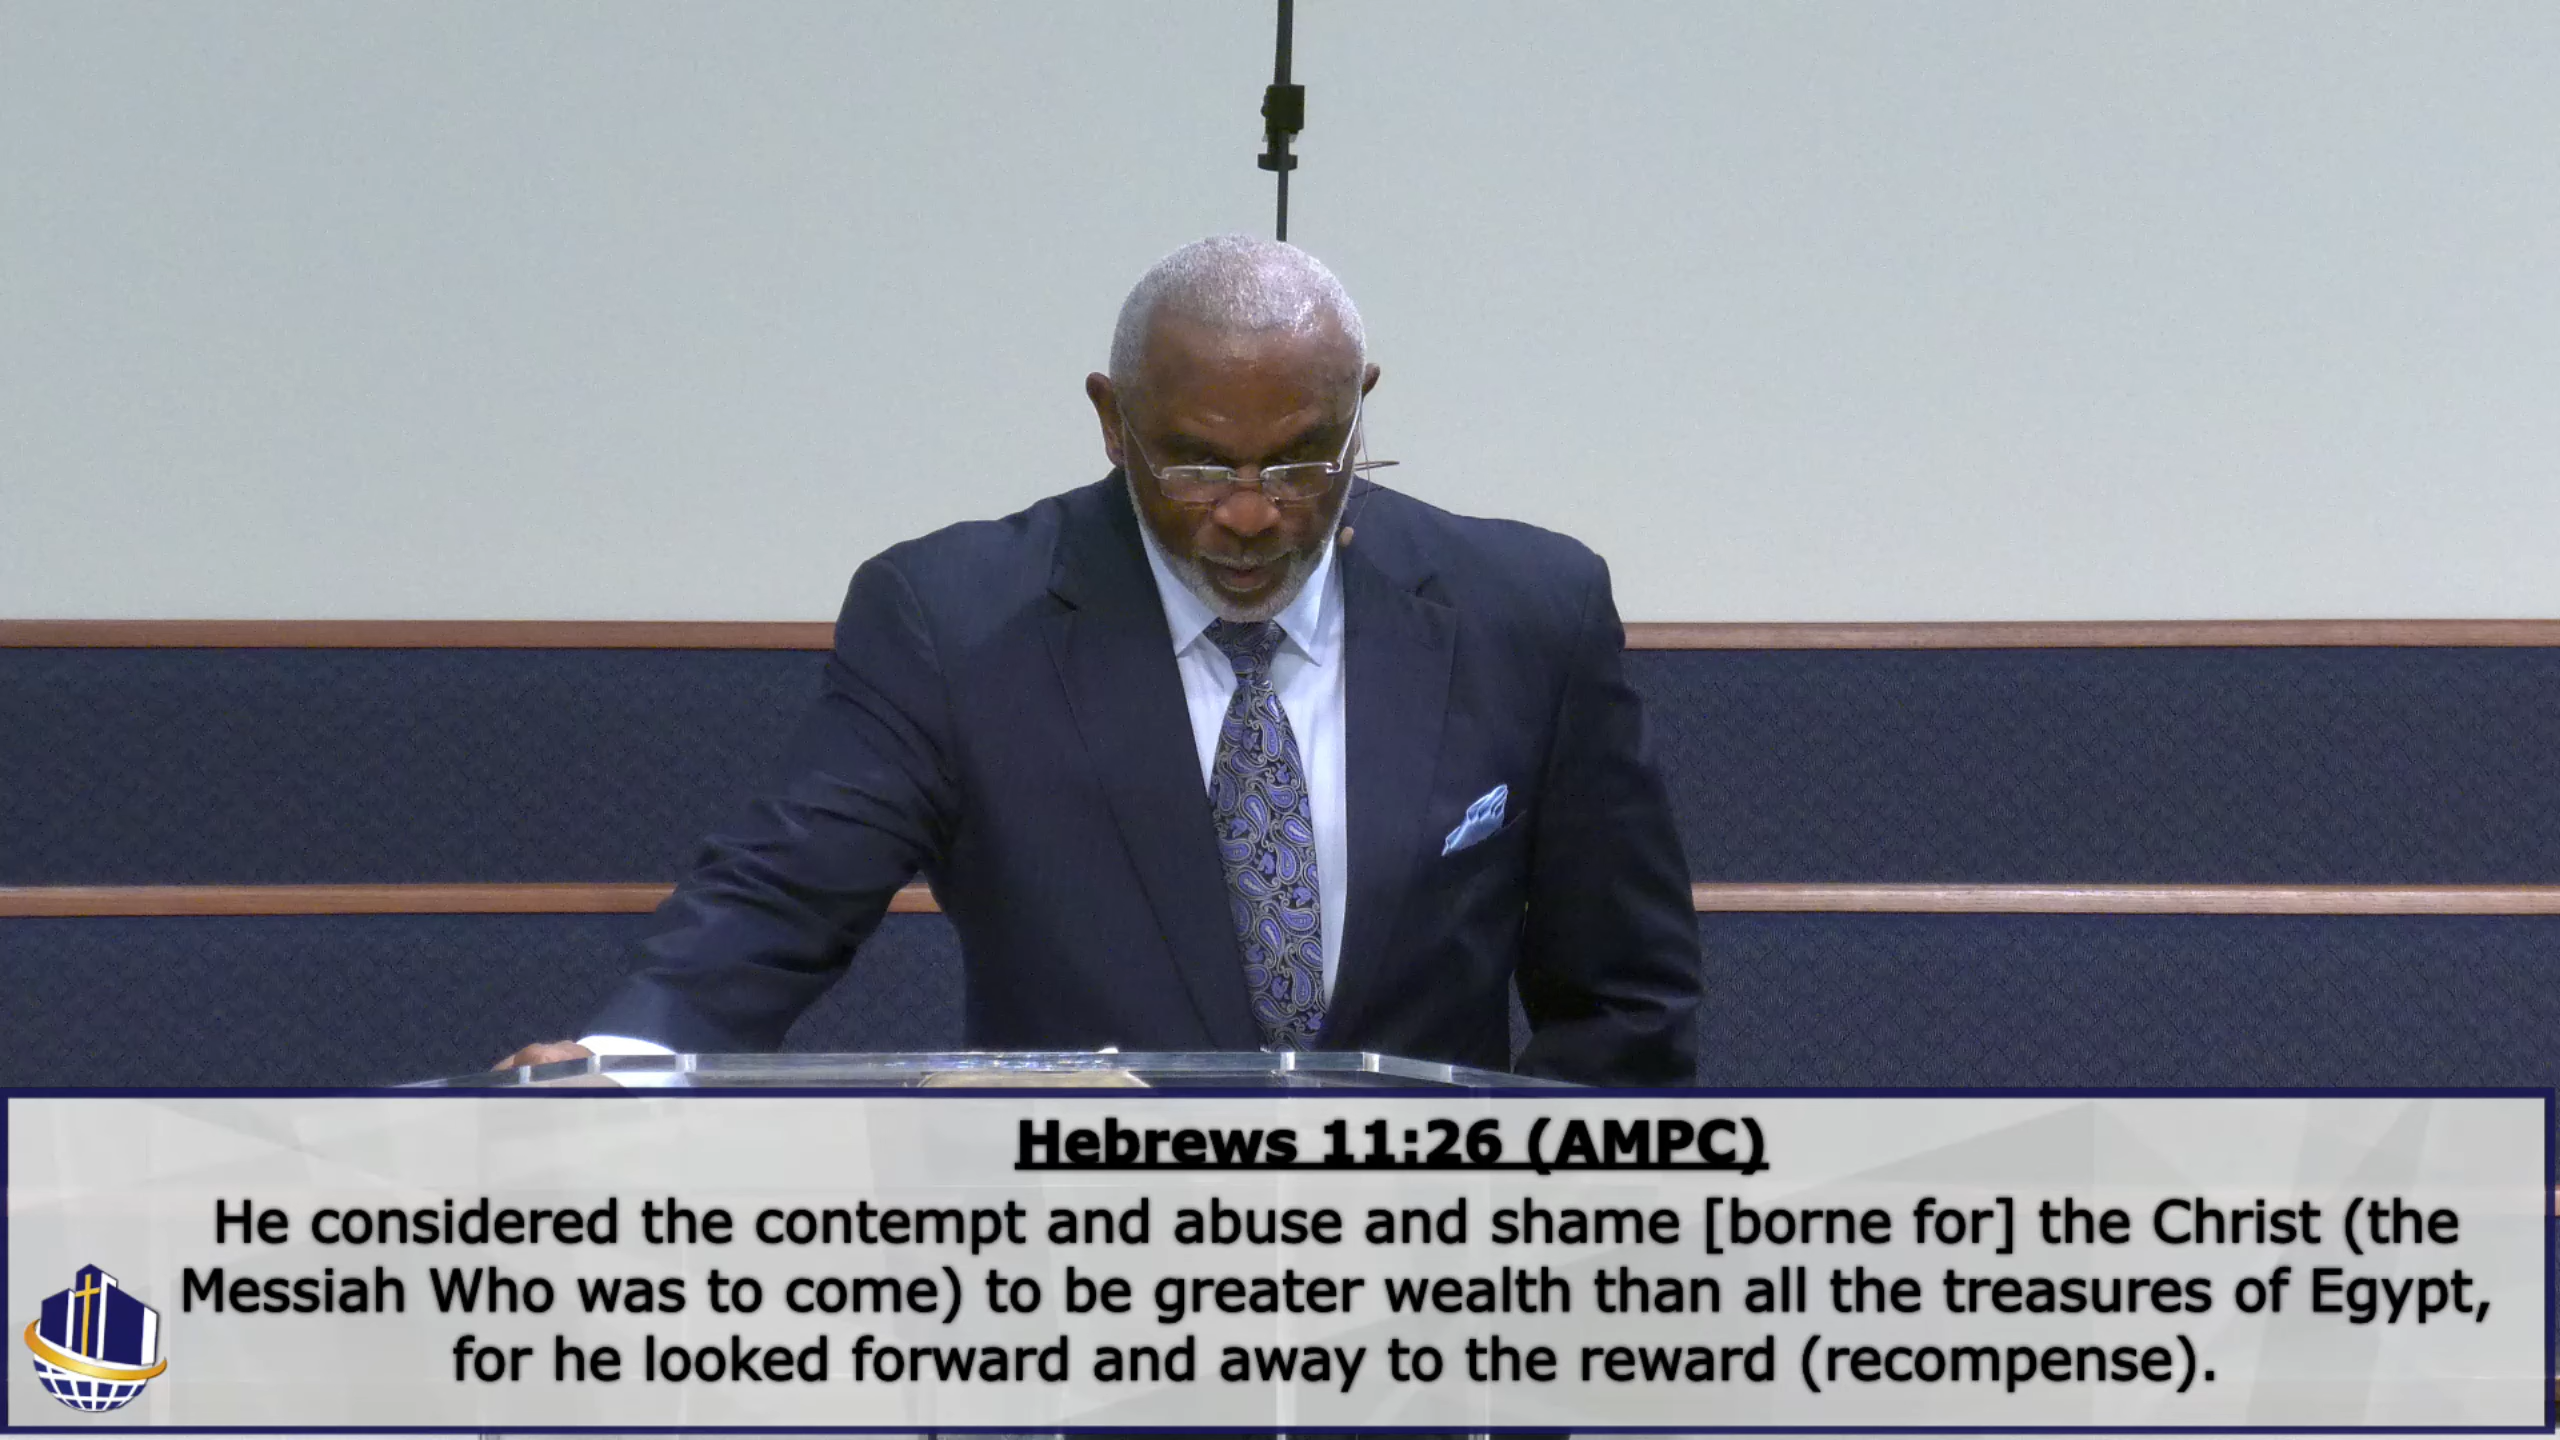 Hebrews 11:26 (AMPC)
He considered the contempt and abuse and shame [borne for] the Christ (the
Messiah Who was to come) to be greater wealth than all the treasures of Egypt,
for he looked forward and away to the reward (recompense).